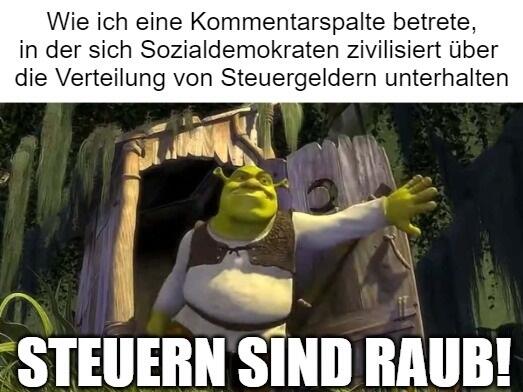 Wie ich eine Kommentarspalte betrete,
in der sich Sozialdemokraten zivilisiert über
die Verteilung von Steuergeldern unterhalten
STEUERN SIND RAUB!